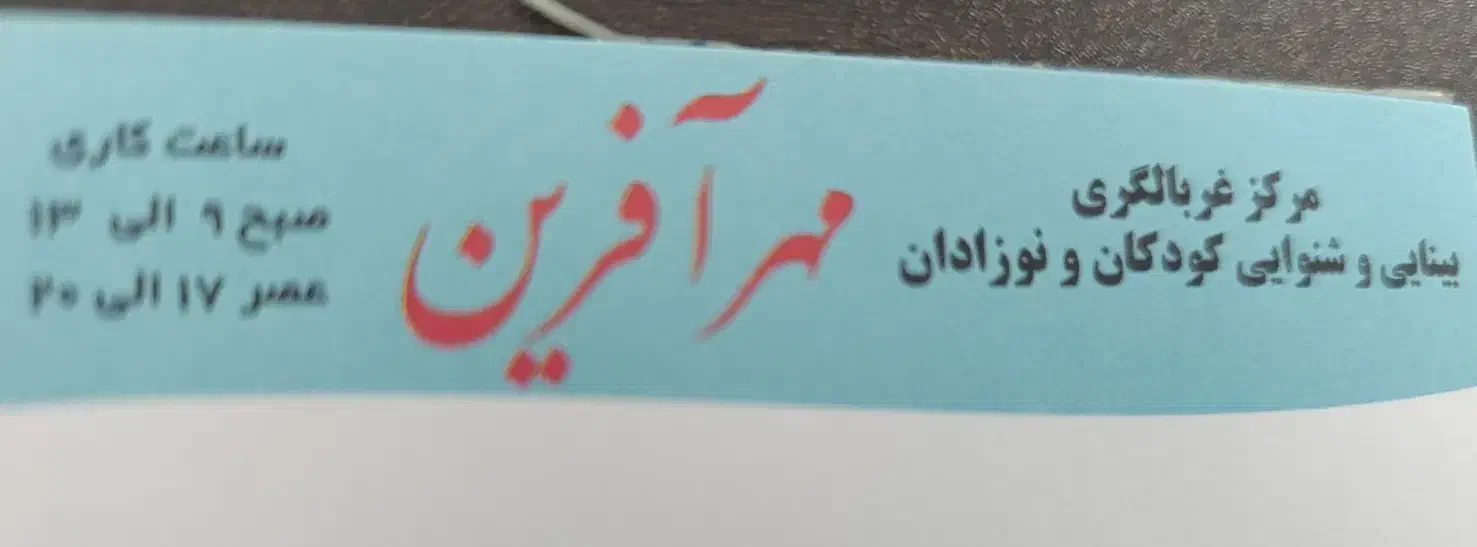 مرکز غربالگری
بینایی و شنوایی کودکان و نوزادان
مهرآفرین
ساعت کاری
صبح ۹ الی ۱۳
عصر ۱۷ الی ۲۰